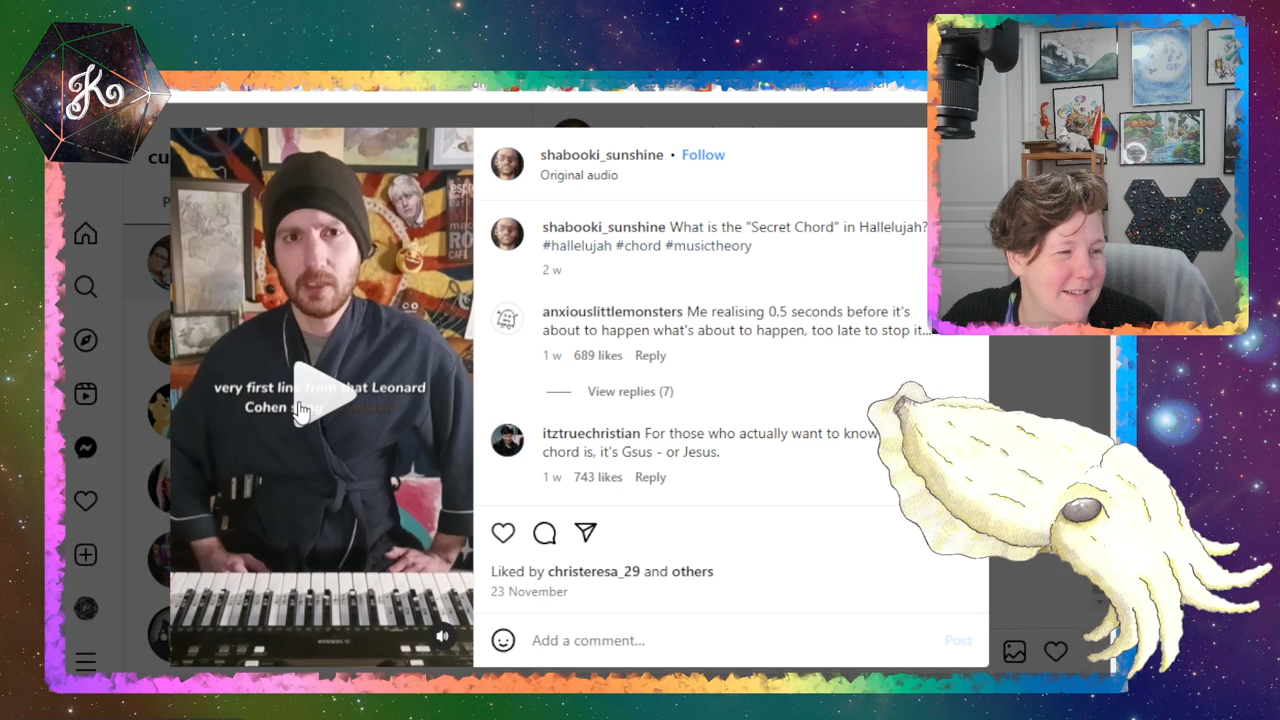 K
cu
P
shabooki_sunshine • Follow
Original audio
shabooki_sunshine What is the "Secret Chord" in Hallelujah?
#hallelujah #chord #musictheory
2 w
anxiouslittlemonsters Me realising 0.5 seconds before it's
about to happen what's about to happen, too late to stop it...
1 w 689 likes Reply
View replies (7)
itztruechristian For those who actually want to know
chord is, it's Gsus - or Jesus.
1 w 743 likes Reply
Liked by christeresa_29 and others
23 November
Add a comment...
Post
very first line from that Leonard
Cohen